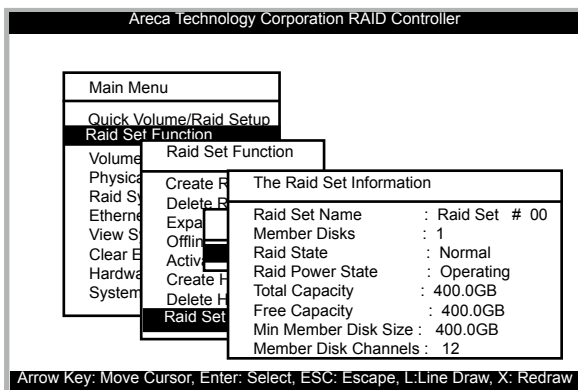 Areca Technology Corporation RAID Controller
Main Menu
Quick Volume/Raid Setup
Raid Set Function
Volume
Physica
Raid Sy
Etherne
View S
Clear E
Hardwa
System
Raid Set Function
Create R
Delete R
Expa
Offlin
Activ
Create H
Delete H
Raid Set
The Raid Set Information
Raid Set Name : Raid Set # 00
Member Disks : 1
Raid State : Normal
Raid Power State : Operating
Total Capacity : 400.0GB
Free Capacity : 400.0GB
Min Member Disk Size : 400.0GB
Member Disk Channels : 12
Arrow Key: Move Cursor, Enter: Select, ESC: Escape, L:Line Draw, X: Redraw